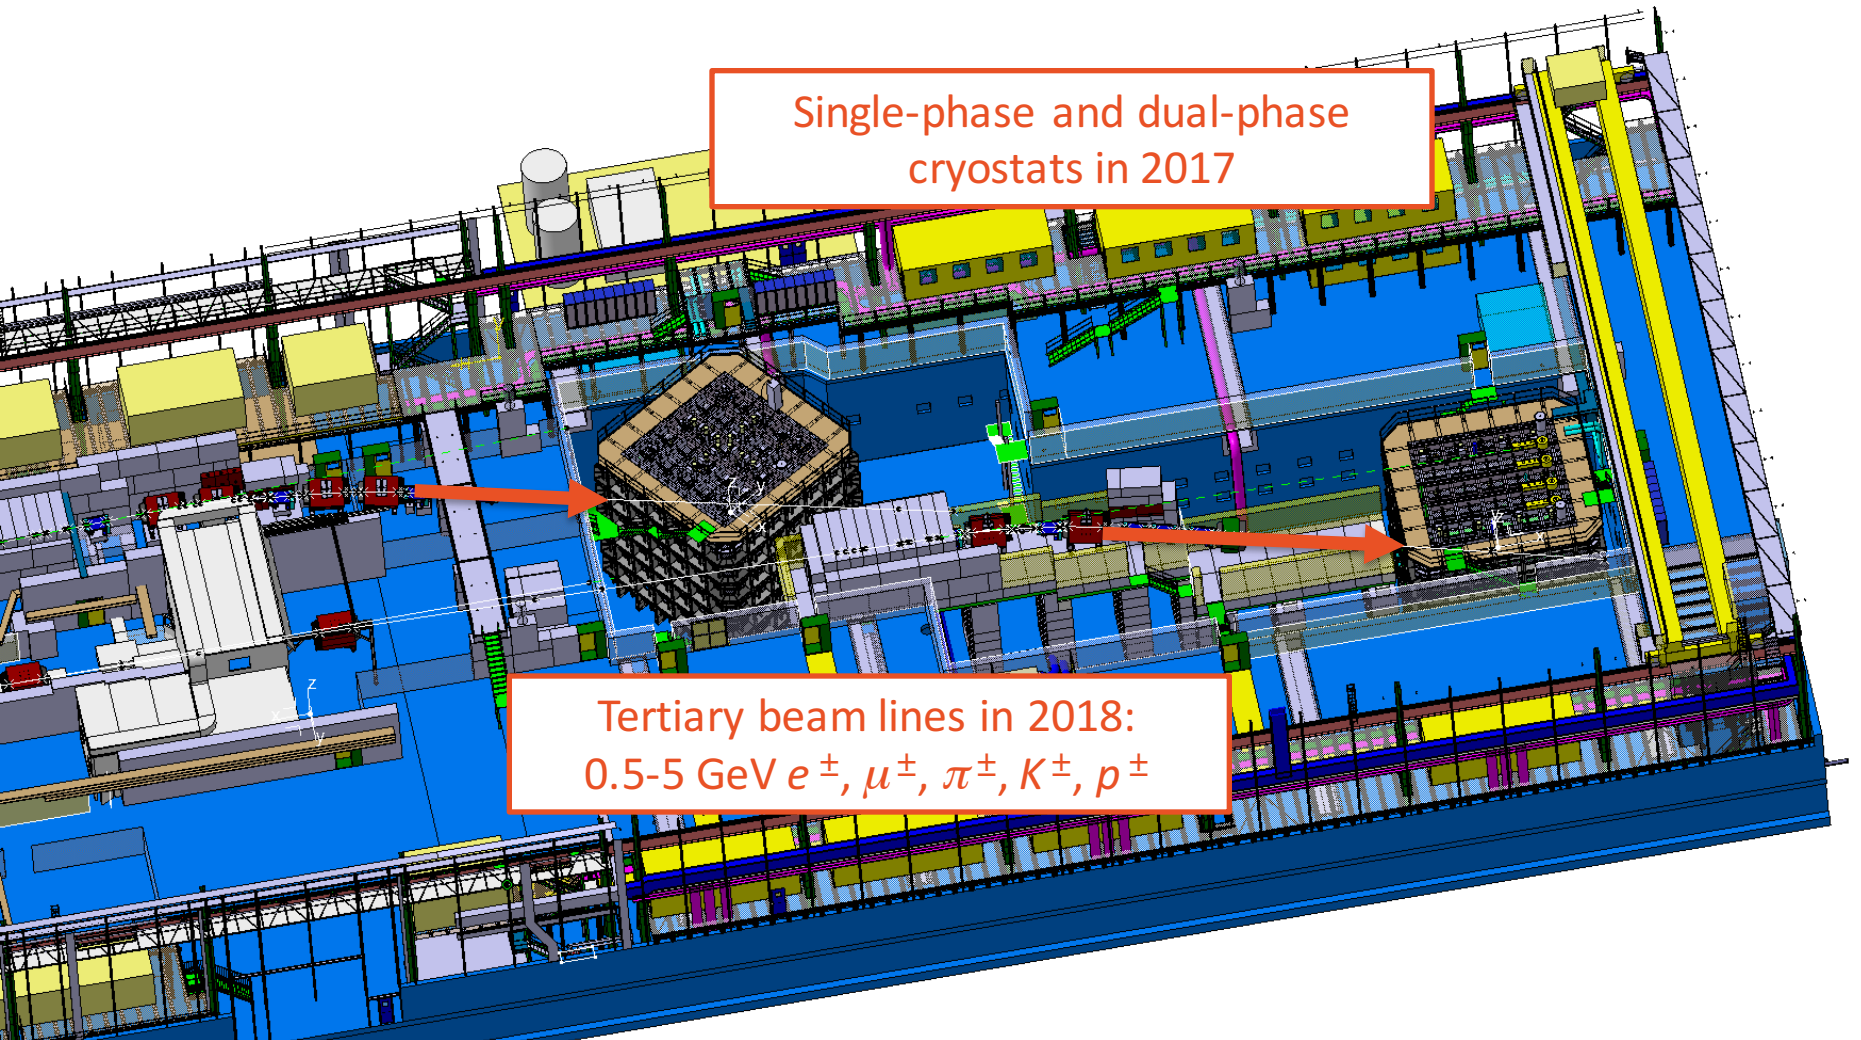 Single-phase and dual-phase
cryostats in 2017
Tertiary beam lines in 2018:
0.5-5 GeV e±, μ±, π±, K±, p±
z
y
x
z
x
y